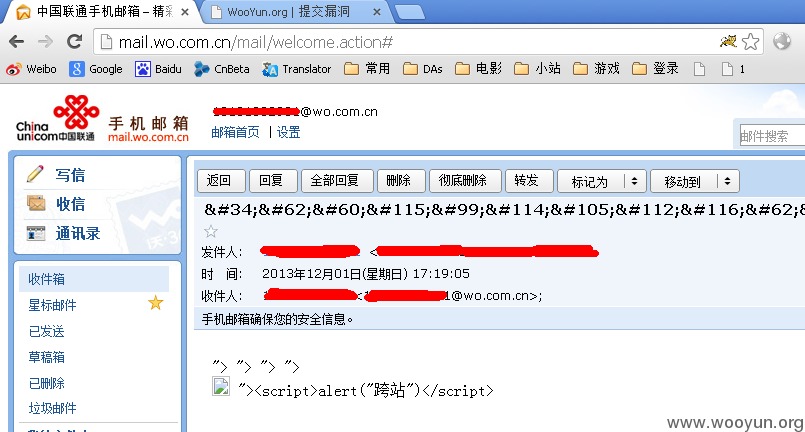 中国联通手机邮箱 – 精彩
WooYun.org | 提交漏洞
mail.wo.com.cn/mail/welcome.action#
Weibo Google Baidu CnBeta Translator 常用 DAs 电影 小站 游戏 登录 1
China unicom中国联通 手机邮箱 mail.wo.com.cn
@wo.com.cn
邮箱首页 | 设置
邮件搜索
写信
收信
通讯录
收件箱
星标邮件
已发送
草稿箱
已删除
垃圾邮件
返回 回复 全部回复 删除 彻底删除 转发 标记为 移动到
&#34;&#62;&#60;&#115;&#99;&#114;&#105;&#112;&#116;&#62;&
发件人: <
时 间: 2013年12月01日(星期日) 17:19:05
收件人: < 1@wo.com.cn>;
手机邮箱确保您的安全信息。
"> "> "> ">
"><script>alert("跨站")</script>
www.wooyun.org